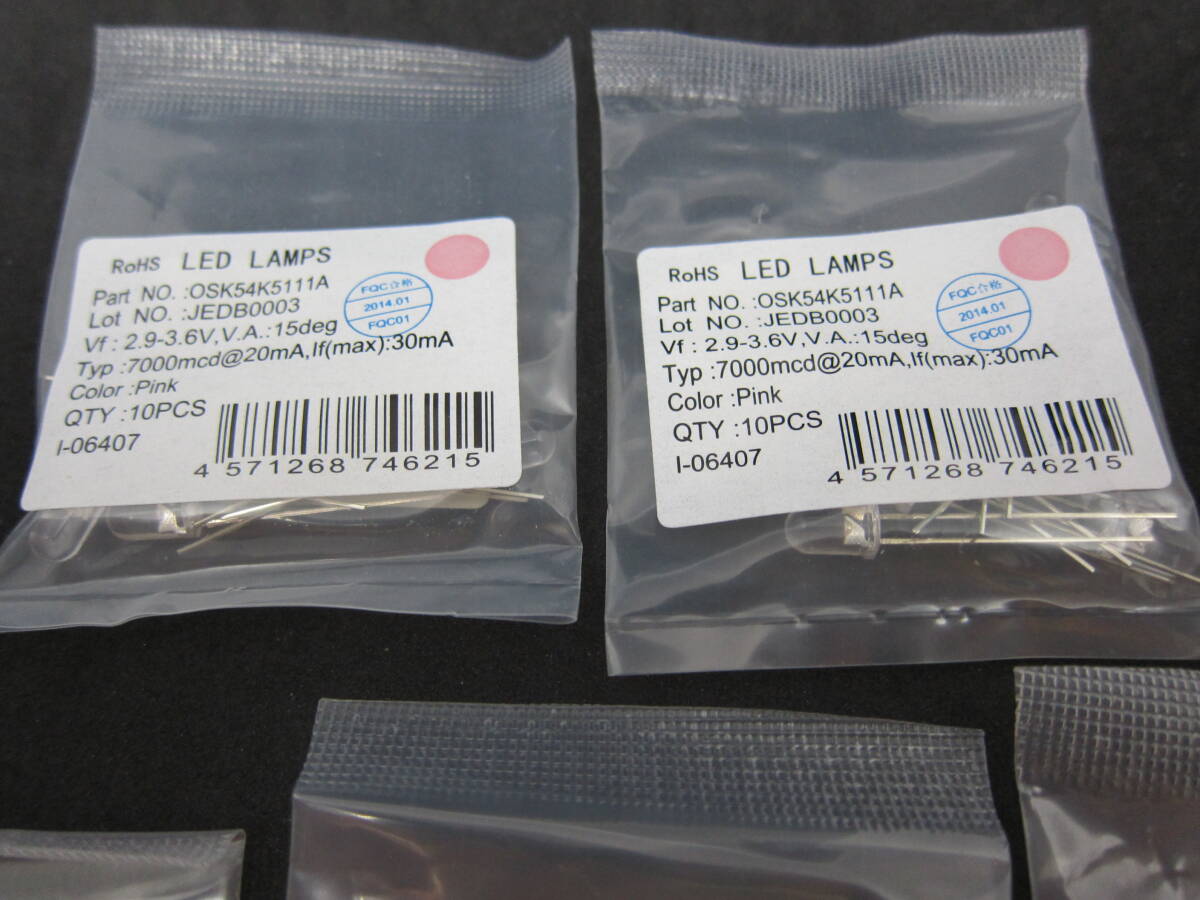 RoHS LED LAMPS
Part NO. :OSK54K5111A
Lot NO. :JEDB0003
Vf : 2.9-3.6V,V.A.:15deg
Typ :7000mcd@20mA,If(max):30mA
Color :Pink
QTY :10PCS
I-06407
4 571268 746215
FQC合格
2014.01
FQC01
RoHS LED LAMPS
Part NO. :OSK54K5111A
Lot NO. :JEDB0003
Vf : 2.9-3.6V,V.A.:15deg
Typ :7000mcd@20mA,If(max):30mA
Color :Pink
QTY :10PCS
I-06407
4 571268 746215
FQC合格
2014.01
FQC01